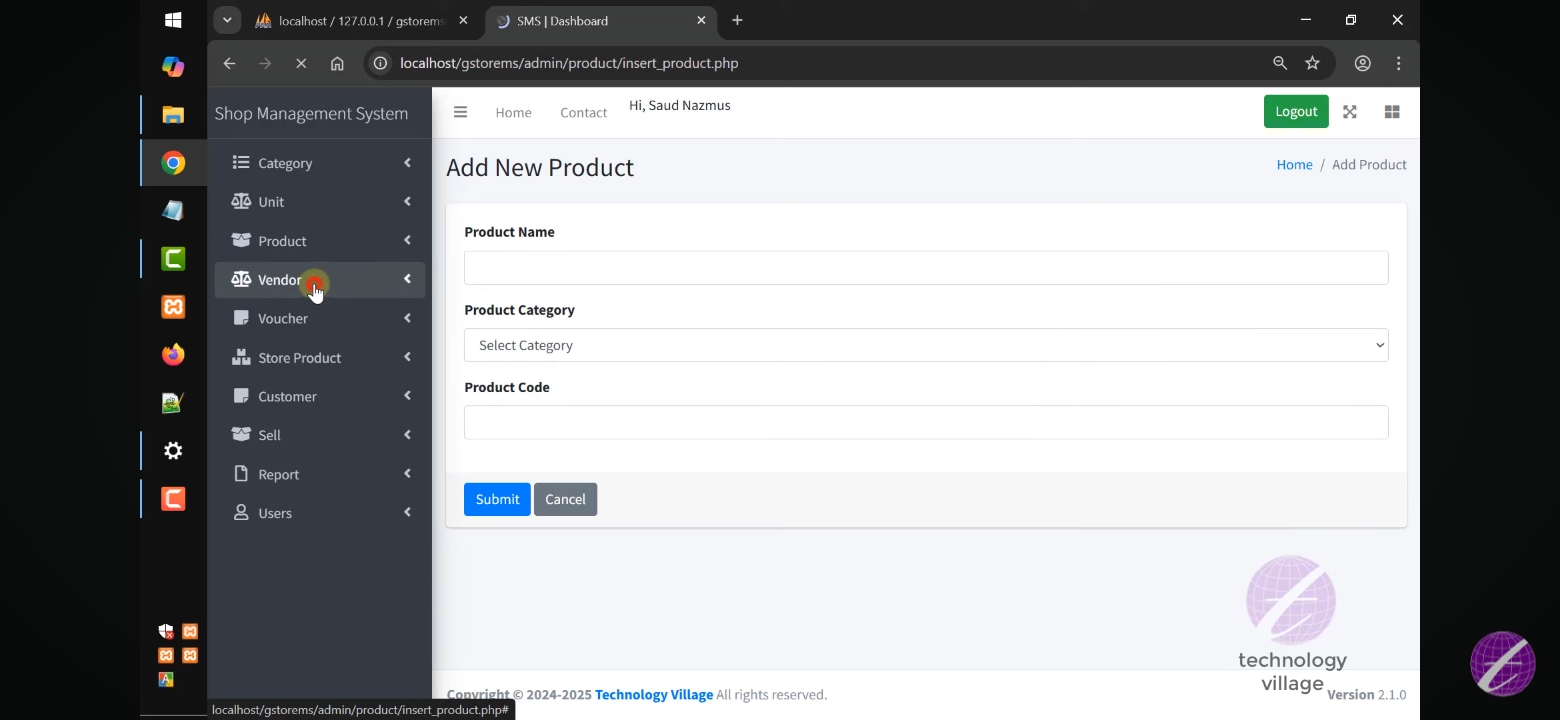 localhost / 127.0.0.1 / gstorems
SMS | Dashboard
localhost/gstorems/admin/product/insert_product.php
Shop Management System
Home
Contact
Hi, Saud Nazmus
Logout
Category
Unit
Product
Vendor
Voucher
Store Product
Customer
Sell
Report
Users
Add New Product
Home / Add Product
Product Name
Product Category
Select Category
Product Code
Submit
Cancel
technology
village
Copyright © 2024-2025 Technology Village All rights reserved.
Version 2.1.0
localhost/gstorems/admin/product/insert_product.php#